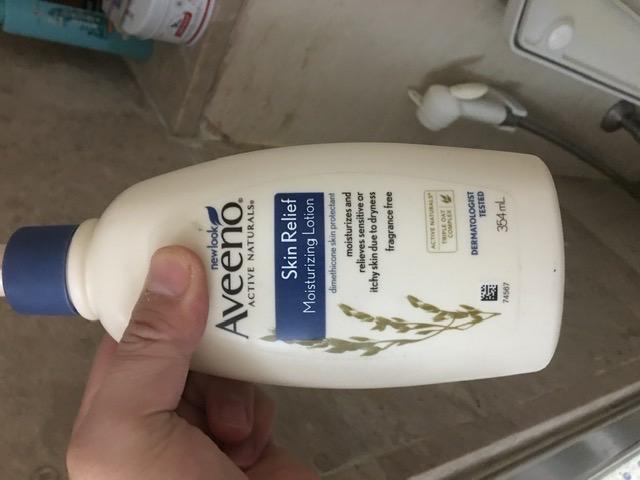 new look
Aveeno®
ACTIVE NATURALS®
Skin Relief
Moisturizing Lotion
dimethicone skin protectant
moisturizes and
relieves sensitive or
itchy skin due to dryness
fragrance free
ACTIVE NATURALS®
TRIPLE OAT
COMPLEX
DERMATOLOGIST
TESTED
354 mL
74567